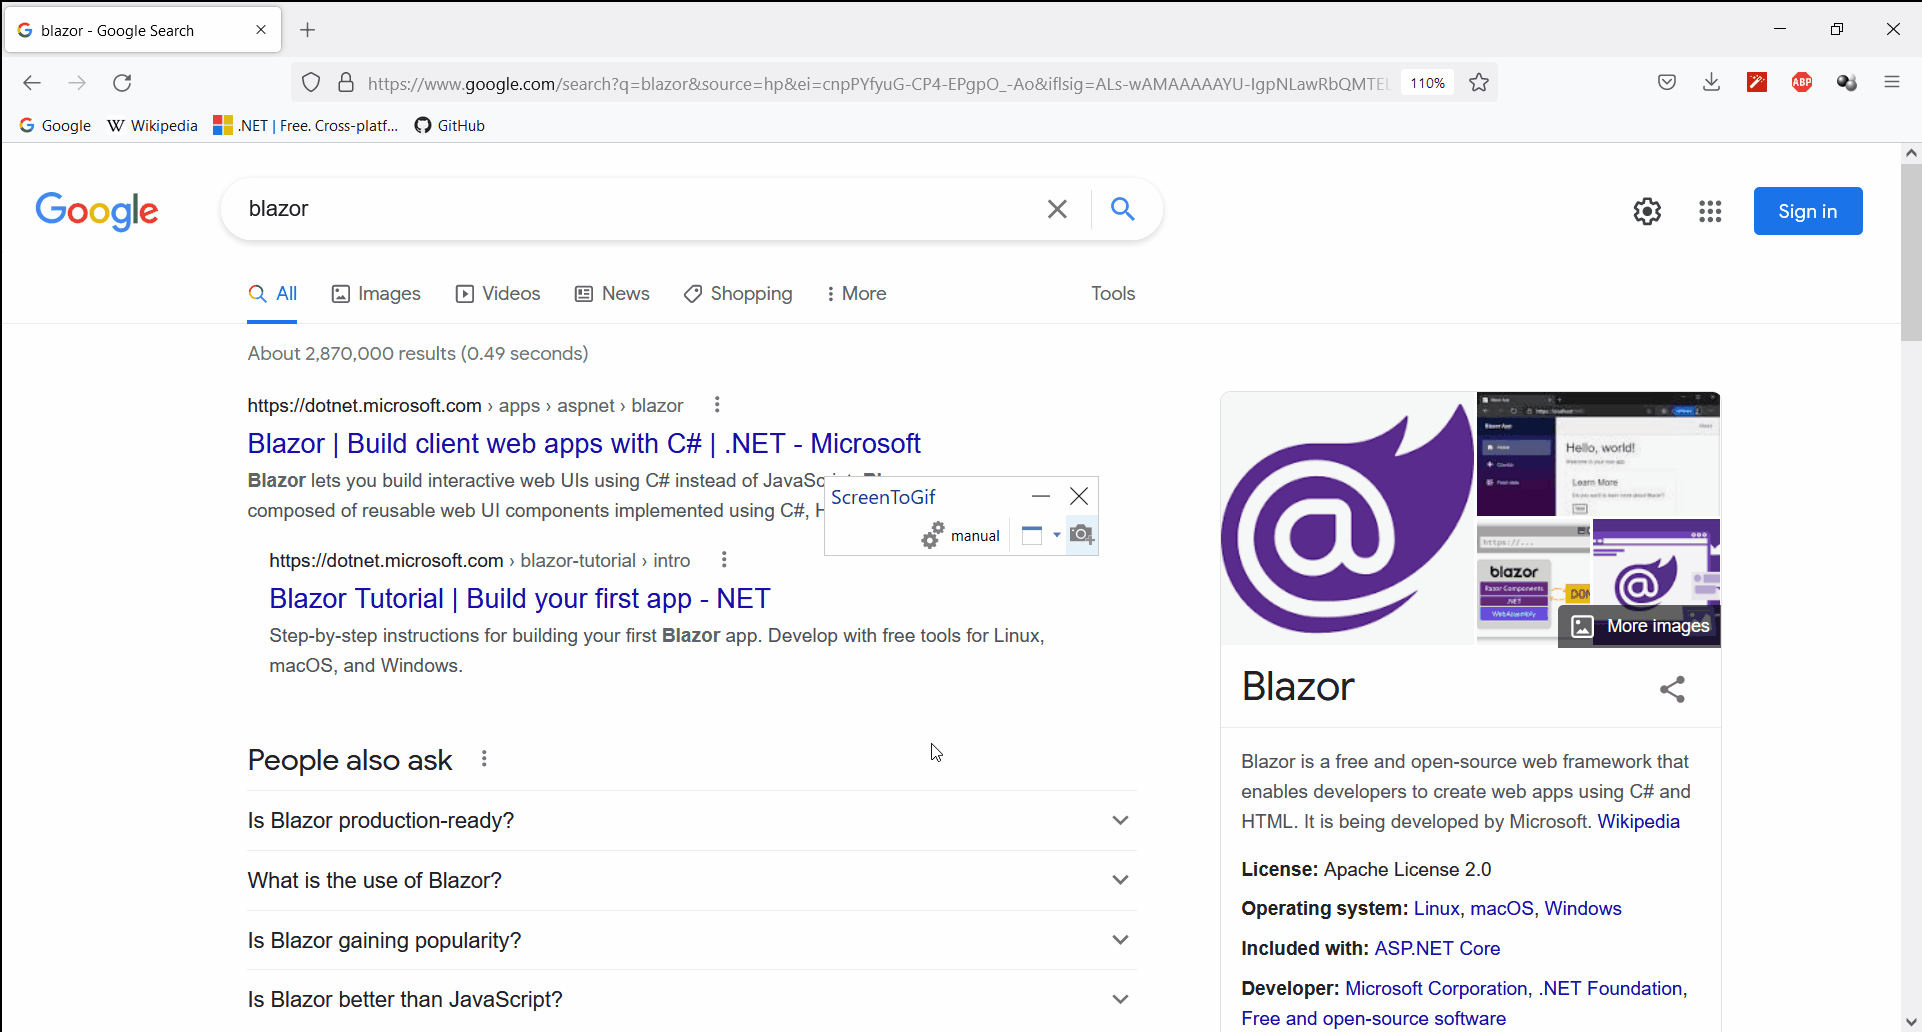 blazor - Google Search
https://www.google.com/search?q=blazor&source=hp&ei=cnpPYfyuG-CP4-EPgpO_-Ao&iflsig=ALs-wAMAAAAAYU-IgpNLawRbQMTEL
110%
ABP
Google Wikipedia .NET | Free. Cross-platf... GitHub
Google
blazor
Sign in
All Images Videos News Shopping More Tools
About 2,870,000 results (0.49 seconds)
https://dotnet.microsoft.com › apps › aspnet › blazor
Blazor | Build client web apps with C# | .NET - Microsoft
Blazor lets you build interactive web UIs using C# instead of JavaSc
composed of reusable web UI components implemented using C#, H
ScreenToGif
manual
https://dotnet.microsoft.com › blazor-tutorial › intro
Blazor Tutorial | Build your first app - NET
Step-by-step instructions for building your first Blazor app. Develop with free tools for Linux,
macOS, and Windows.
People also ask
Is Blazor production-ready?
What is the use of Blazor?
Is Blazor gaining popularity?
Is Blazor better than JavaScript?
Blazor App
Hello, world!
Learn More
https://...
blazor
Razor Components
.NET
WebAssembly
More images
Blazor
Blazor is a free and open-source web framework that
enables developers to create web apps using C# and
HTML. It is being developed by Microsoft. Wikipedia
License: Apache License 2.0
Operating system: Linux, macOS, Windows
Included with: ASP.NET Core
Developer: Microsoft Corporation, .NET Foundation,
Free and open-source software